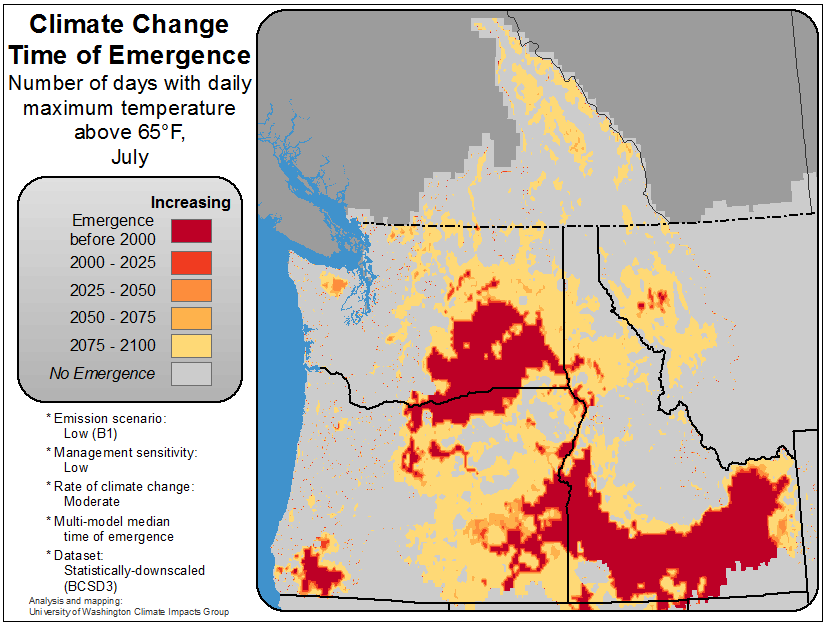 Climate Change
Time of Emergence
Number of days with daily
maximum temperature
above 65°F,
July
Increasing
Emergence
before 2000
2000 - 2025
2025 - 2050
2050 - 2075
2075 - 2100
No Emergence
* Emission scenario:
Low (B1)
* Management sensitivity:
Low
* Rate of climate change:
Moderate
* Multi-model median
time of emergence
* Dataset:
Statistically-downscaled
(BCSD3)
Analysis and mapping:
University of Washington Climate Impacts Group